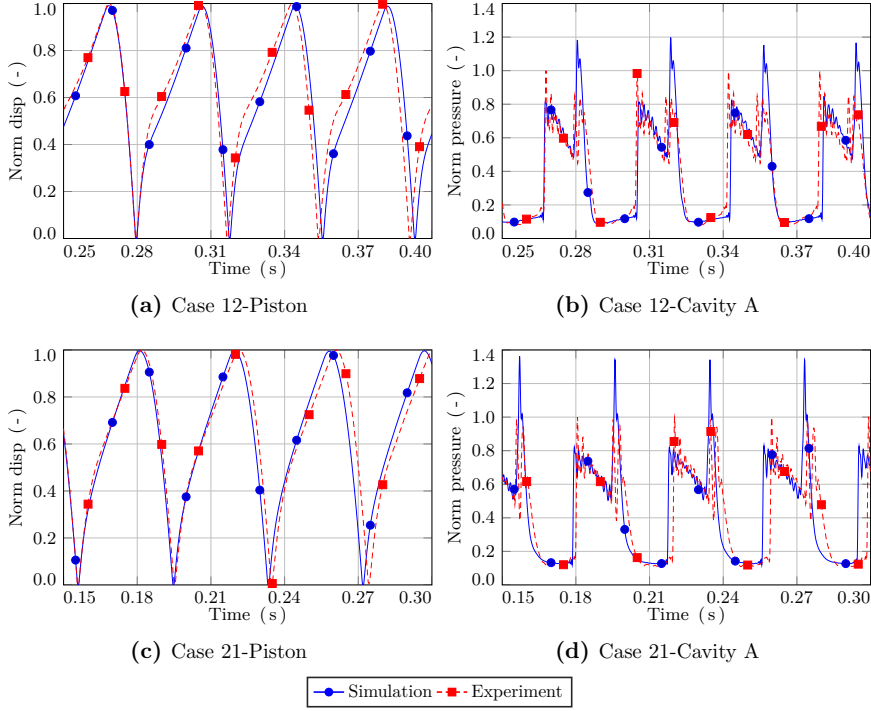 1.0
0.8
0.6
0.4
0.2
0.0
Norm disp (-)
0.25 0.28 0.31 0.34 0.37 0.40
Time (s)
(a) Case 12-Piston
1.4
1.2
1.0
0.8
0.6
0.4
0.2
0.0
Norm pressure (-)
0.25 0.28 0.31 0.34 0.37 0.40
Time (s)
(b) Case 12-Cavity A
1.0
0.8
0.6
0.4
0.2
0.0
Norm disp (-)
0.15 0.18 0.21 0.24 0.27 0.30
Time (s)
(c) Case 21-Piston
1.4
1.2
1.0
0.8
0.6
0.4
0.2
0.0
Norm pressure (-)
0.15 0.18 0.21 0.24 0.27 0.30
Time (s)
(d) Case 21-Cavity A
Simulation Experiment